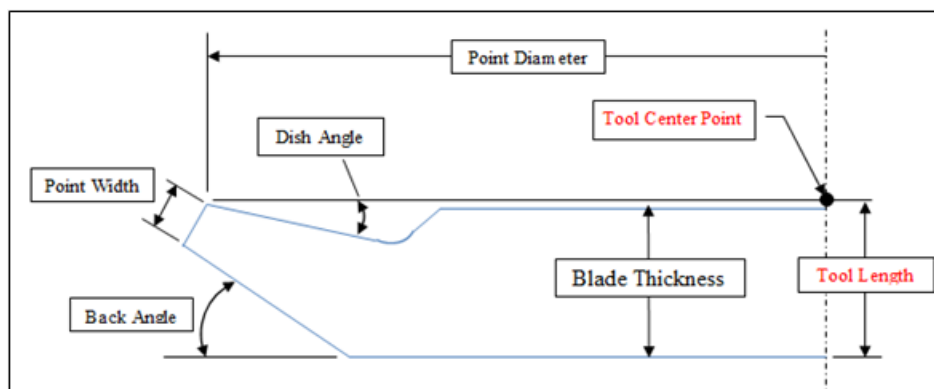 Point Diameter
Tool Center Point
Dish Angle
Point Width
Blade Thickness
Tool Length
Back Angle